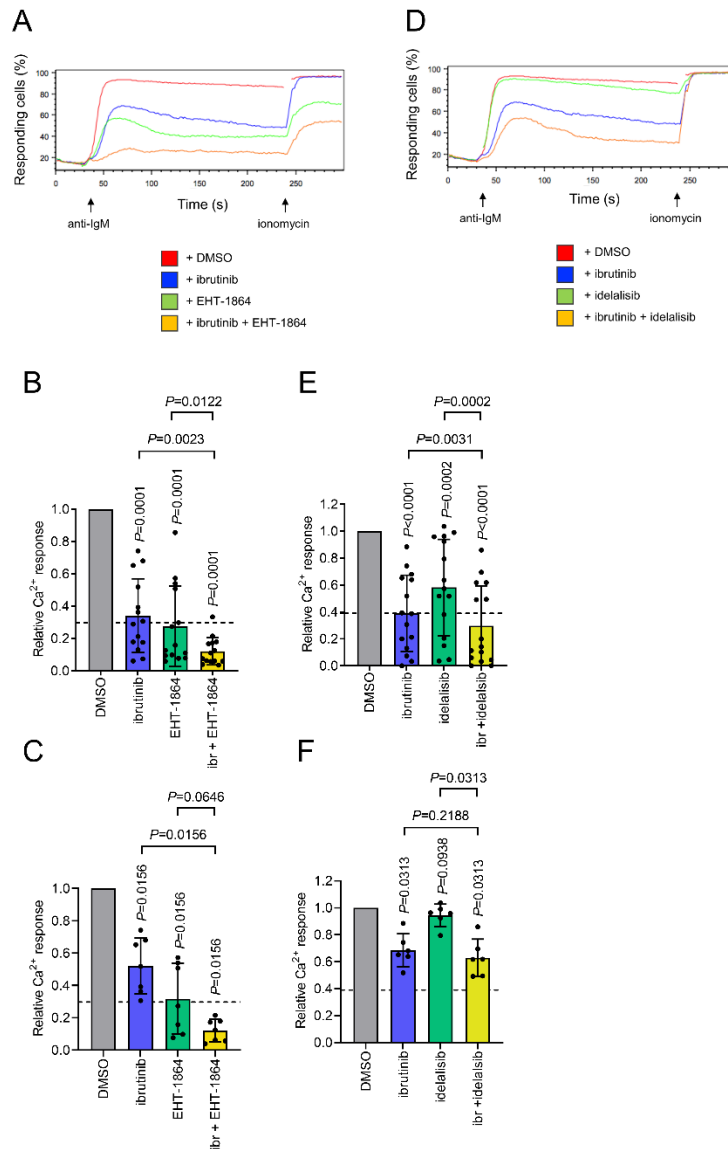 A
Responding cells (%)
100
80
60
40
20
0
50
100
150
200
250
Time (s)
anti-IgM
ionomycin
+ DMSO
+ ibrutinib
+ EHT-1864
+ ibrutinib + EHT-1864
D
Responding cells (%)
100
80
60
40
20
0
50
100
150
200
250
Time (s)
anti-IgM
ionomycin
+ DMSO
+ ibrutinib
+ idelalisib
+ ibrutinib + idelalisib
B
P=0.0122
P=0.0023
P=0.0001
P=0.0001
P=0.0001
Relative Ca²⁺ response
1.0
0.8
0.6
0.4
0.2
0.0
DMSO
ibrutinib
EHT-1864
ibr + EHT-1864
E
P=0.0002
P=0.0031
P<0.0001
P=0.0002
P<0.0001
Relative Ca²⁺ response
1.2
1.0
0.8
0.6
0.4
0.2
0.0
DMSO
ibrutinib
idelalisib
ibr +idelalsib
C
P=0.0646
P=0.0156
P=0.0156
P=0.0156
P=0.0156
Relative Ca²⁺ response
1.0
0.8
0.6
0.4
0.2
0.0
DMSO
ibrutinib
EHT-1864
ibr + EHT-1864
F
P=0.0313
P=0.2188
P=0.0313
P=0.0938
P=0.0313
Relative Ca²⁺ response
1.2
1.0
0.8
0.6
0.4
0.2
0.0
DMSO
ibrutinib
idelalisib
ibr +idelalisib